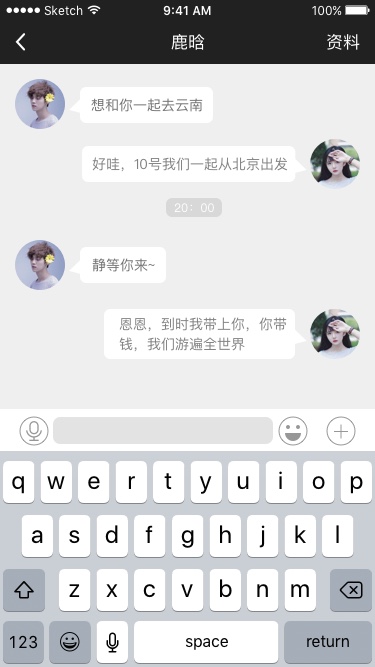 Sketch 9:41 AM 100%
鹿晗 资料
想和你一起去云南
好哇，10号我们一起从北京出发
20：00
静等你来~
恩恩，到时我带上你，你带
钱，我们游遍全世界
q w e r t y u i o p
a s d f g h j k l
z x c v b n m
123 space return